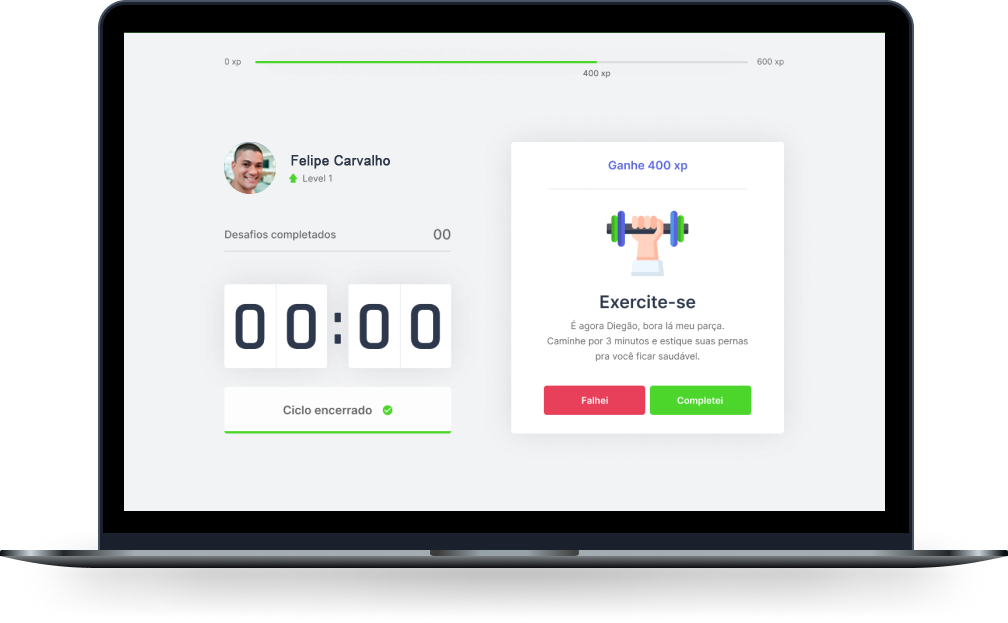 0 xp
600 xp
400 xp
Felipe Carvalho
Level 1
Desafios completados 00
00:00
Ciclo encerrado
Ganhe 400 xp
Exercite-se
É agora Diegão, bora lá meu parça.
Caminhe por 3 minutos e estique suas pernas
pra você ficar saudável.
Falhei
Completei